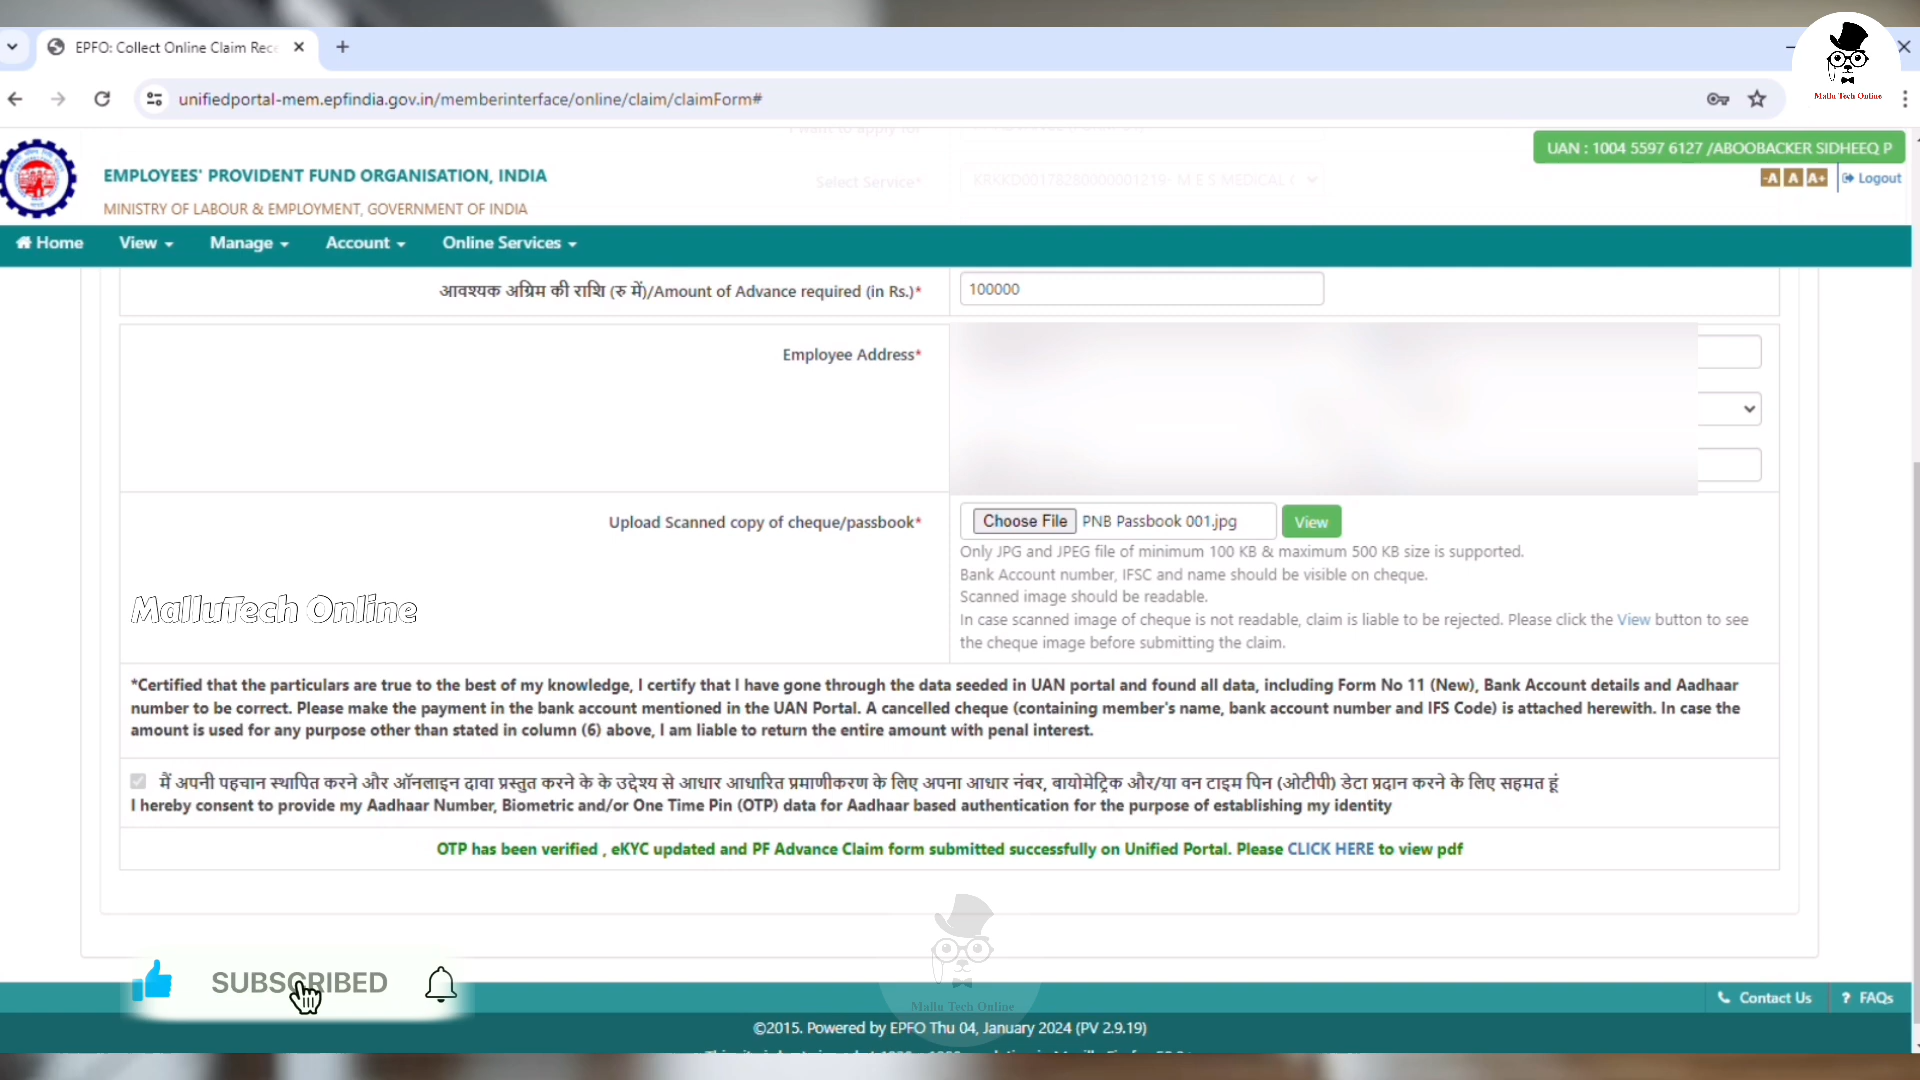 EPFO: Collect Online Claim Rece
unifiedportal-mem.epfindia.gov.in/memberinterface/online/claim/claimForm#
Mallu Tech Online
I want to apply for
UAN : 1004 5597 6127 /ABOOBACKER SIDHEEQ P
EMPLOYEES' PROVIDENT FUND ORGANISATION, INDIA
Select Service*
KRKKD00178280000001219- M E S MEDICAL C
-A A A+ Logout
MINISTRY OF LABOUR & EMPLOYMENT, GOVERNMENT OF INDIA
Home View Manage Account Online Services
आवश्यक अग्रिम की राशि (रु में)/Amount of Advance required (in Rs.)*
100000
Employee Address*
Upload Scanned copy of cheque/passbook*
Choose File PNB Passbook 001.jpg View
Only JPG and JPEG file of minimum 100 KB & maximum 500 KB size is supported.
Bank Account number, IFSC and name should be visible on cheque.
Scanned image should be readable.
In case scanned image of cheque is not readable, claim is liable to be rejected. Please click the View button to see
the cheque image before submitting the claim.
MalluTech Online
*Certified that the particulars are true to the best of my knowledge, I certify that I have gone through the data seeded in UAN portal and found all data, including Form No 11 (New), Bank Account details and Aadhaar
number to be correct. Please make the payment in the bank account mentioned in the UAN Portal. A cancelled cheque (containing member's name, bank account number and IFS Code) is attached herewith. In case the
amount is used for any purpose other than stated in column (6) above, I am liable to return the entire amount with penal interest.
मैं अपनी पहचान स्थापित करने और ऑनलाइन दावा प्रस्तुत करने के के उद्देश्य से आधार आधारित प्रमाणीकरण के लिए अपना आधार नंबर, बायोमेट्रिक और/या वन टाइम पिन (ओटीपी) डेटा प्रदान करने के लिए सहमत हूं
I hereby consent to provide my Aadhaar Number, Biometric and/or One Time Pin (OTP) data for Aadhaar based authentication for the purpose of establishing my identity
OTP has been verified , eKYC updated and PF Advance Claim form submitted successfully on Unified Portal. Please CLICK HERE to view pdf
SUBSCRIBED
Mallu Tech Online
Contact Us ? FAQs
©2015. Powered by EPFO Thu 04, January 2024 (PV 2.9.19)